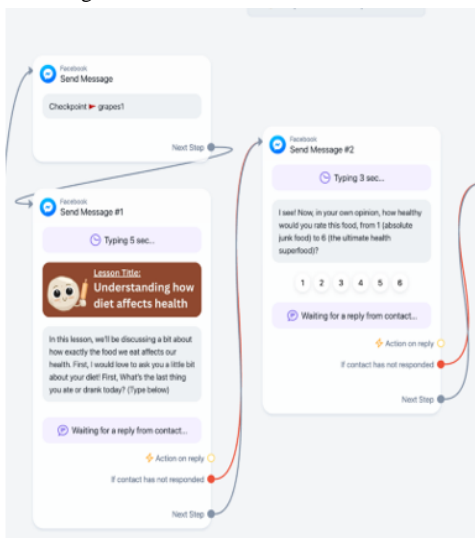 Facebook
Send Message
Checkpoint grapes1
Next Step
Facebook
Send Message #1
Typing 5 sec...
Lesson Title:
Understanding how
diet affects health
In this lesson, we'll be discussing a bit about
how exactly the food we eat affects our
health. First, I would love to ask you a little bit
about your diet! First, What's the last thing
you ate or drank today? (Type below)
Waiting for a reply from contact...
Action on reply
If contact has not responded
Next Step
Facebook
Send Message #2
Typing 3 sec...
I see! Now, in your own opinion, how healthy
would you rate this food, from 1 (absolute
junk food) to 6 (the ultimate health
superfood)?
1 2 3 4 5 6
Waiting for a reply from contact...
Action on reply
If contact has not responded
Next Step